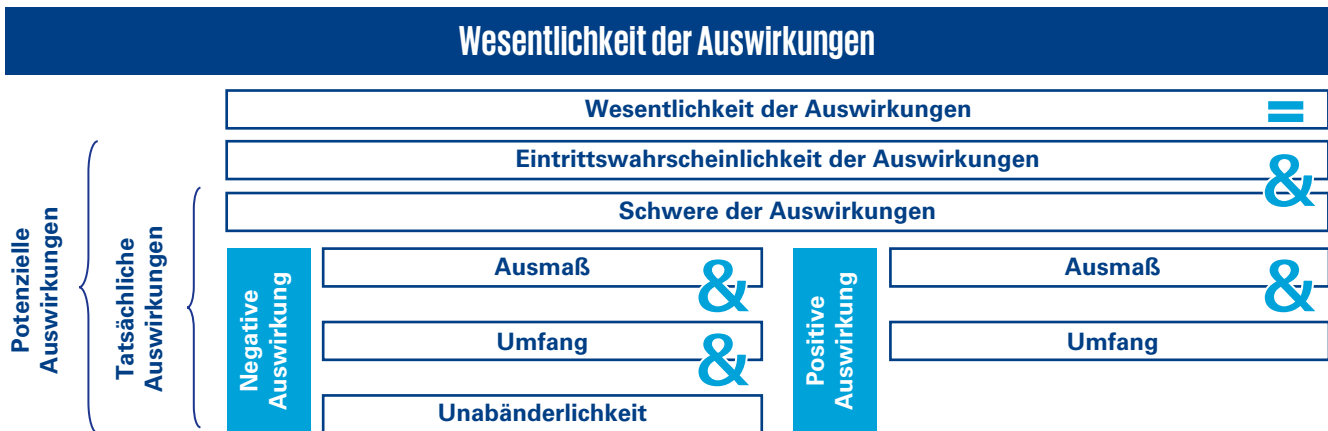 Wesentlichkeit der Auswirkungen
Wesentlichkeit der Auswirkungen =
Eintrittswahrscheinlichkeit der Auswirkungen
&
Schwere der Auswirkungen
Potenzielle
Auswirkungen
Tatsächliche
Auswirkungen
Negative
Auswirkung
Ausmaß
&
Umfang
&
Unabänderlichkeit
Positive
Auswirkung
Ausmaß
&
Umfang